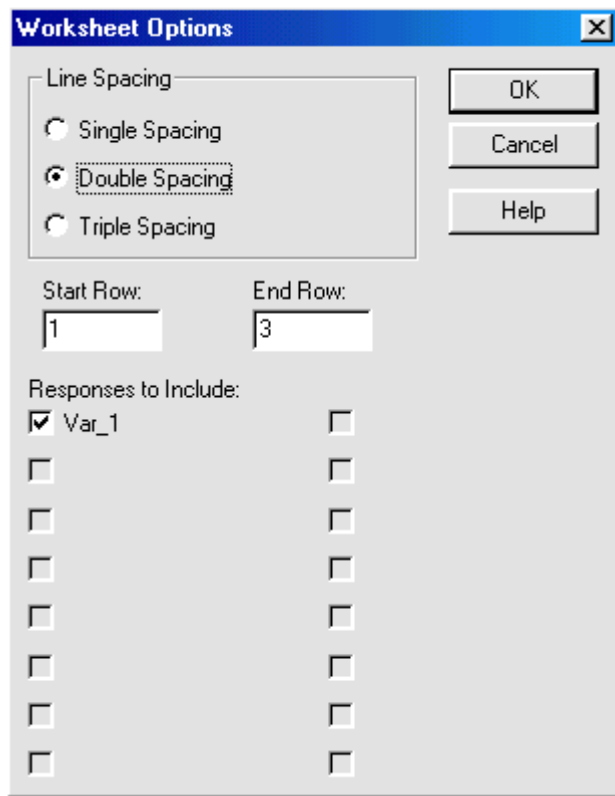 Worksheet Options
Line Spacing
Single Spacing
Double Spacing
Triple Spacing
OK
Cancel
Help
Start Row:
End Row:
1
3
Responses to Include:
Var_1